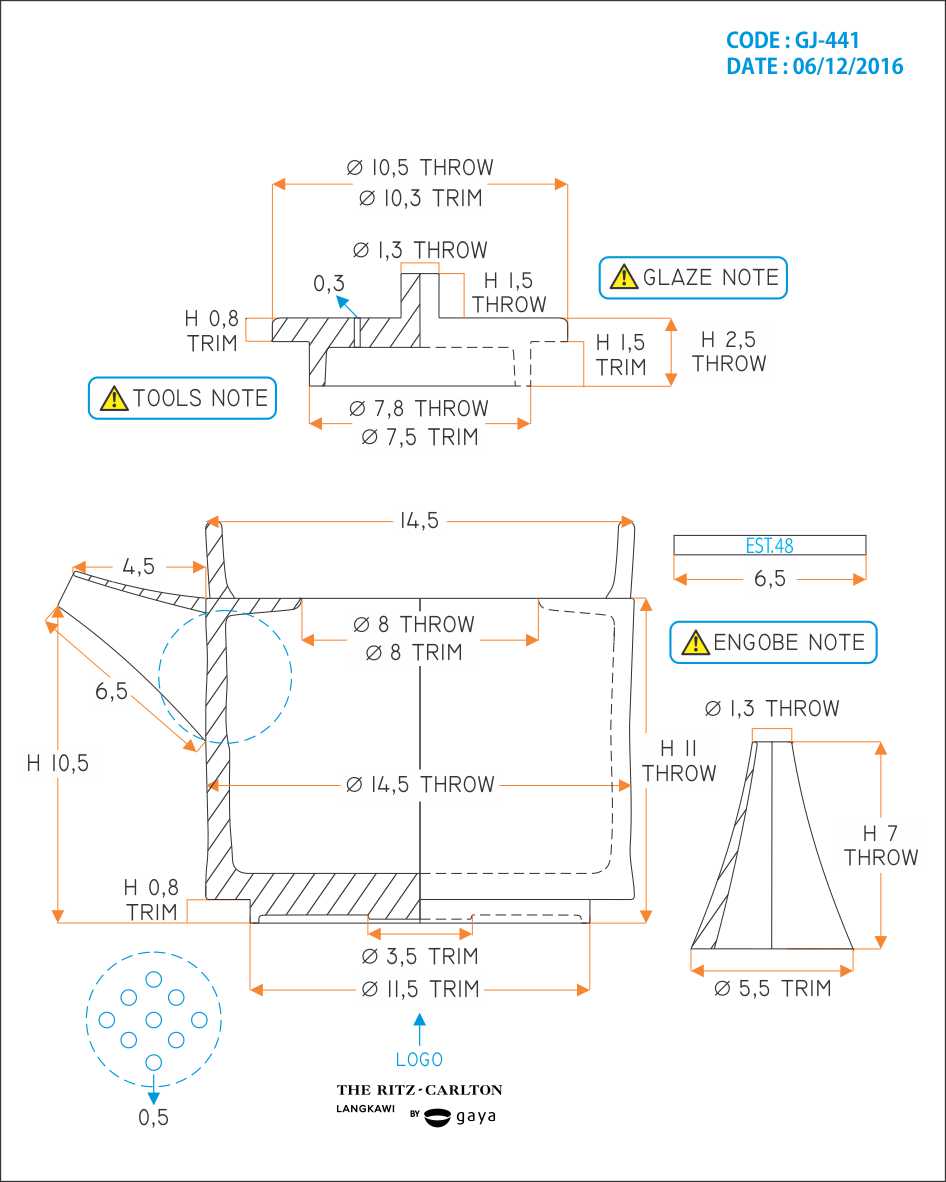 CODE : GJ-441
DATE : 06/12/2016
Ø 10,5 THROW
Ø 10,3 TRIM
Ø 1,3 THROW
0,3
H 1,5
THROW
GLAZE NOTE
H 0,8
TRIM
H 1,5
TRIM
H 2,5
THROW
TOOLS NOTE
Ø 7,8 THROW
Ø 7,5 TRIM
14,5
4,5
EST.48
6,5
Ø 8 THROW
Ø 8 TRIM
ENGOBE NOTE
6,5
Ø 1,3 THROW
H 10,5
H 11
THROW
Ø 14,5 THROW
H 7
THROW
H 0,8
TRIM
Ø 3,5 TRIM
Ø 11,5 TRIM
Ø 5,5 TRIM
LOGO
THE RITZ-CARLTON
LANGKAWI BY gaya
0,5